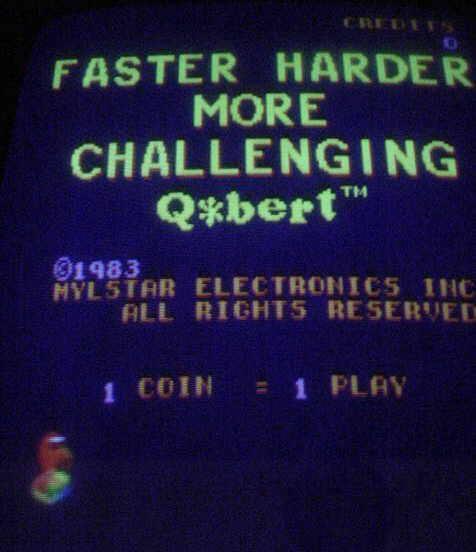 CREDITS
0
FASTER HARDER
MORE
CHALLENGING
Q*bert™
©1983
MYLSTAR ELECTRONICS INC
ALL RIGHTS RESERVED
1 COIN = 1 PLAY